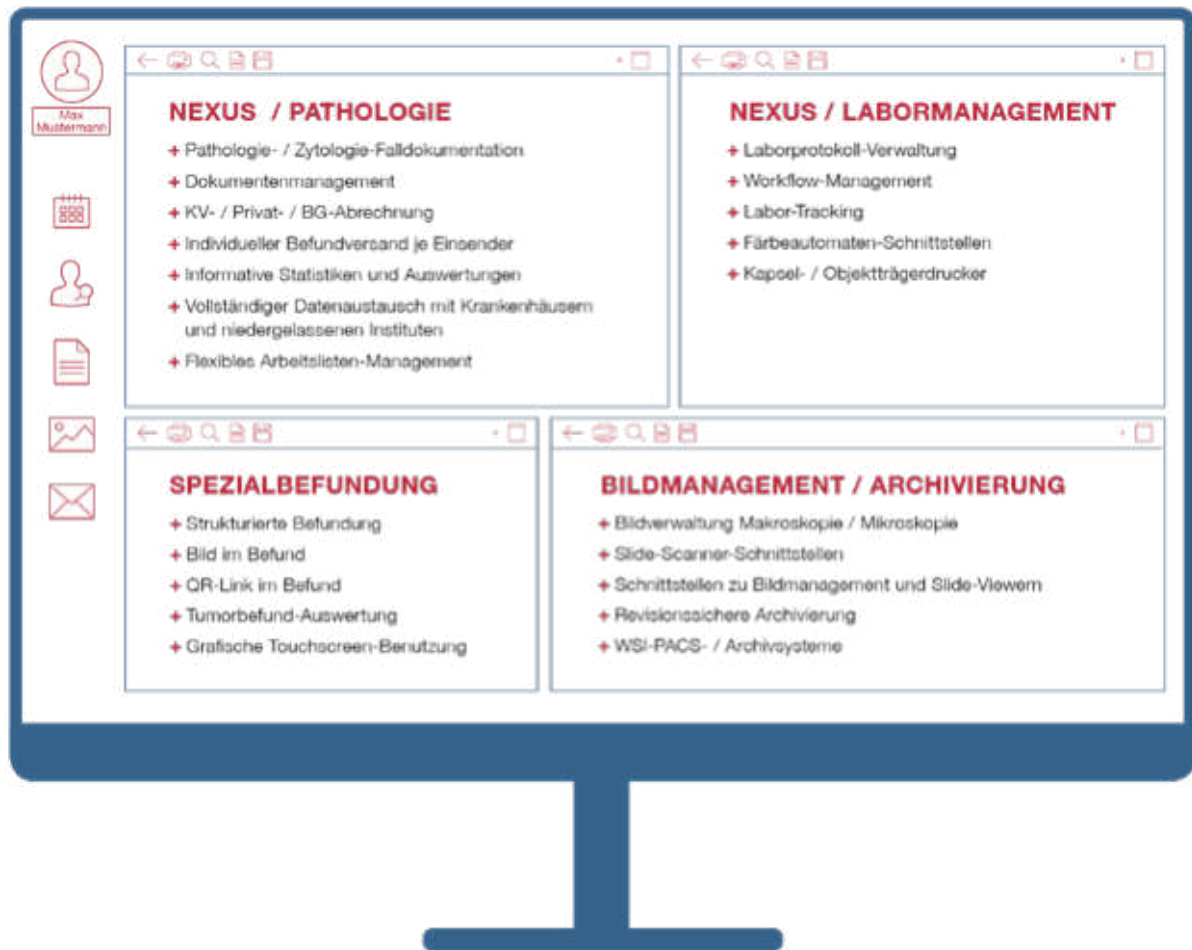 Max
Mustermann
NEXUS / PATHOLOGIE
+ Pathologie- / Zytologie-Falldokumentation
+ Dokumentenmanagement
+ KV- / Privat- / BG-Abrechnung
+ Individueller Befundversand je Einsender
+ Informative Statistiken und Auswertungen
+ Vollständiger Datenaustausch mit Krankenhäusern
und niedergelassenen Instituten
+ Flexibles Arbeitslisten-Management
NEXUS / LABORMANAGEMENT
+ Laborprotokoll-Verwaltung
+ Workflow-Management
+ Labor-Tracking
+ Färbeautomaten-Schnittstellen
+ Kapsel- / Objektträgerdrucker
SPEZIALBEFUNDUNG
+ Strukturierte Befundung
+ Bild im Befund
+ QR-Link im Befund
+ Tumorbefund-Auswertung
+ Grafische Touchscreen-Benutzung
BILDMANAGEMENT / ARCHIVIERUNG
+ Bildverwaltung Makroskopie / Mikroskopie
+ Slide-Scanner-Schnittstellen
+ Schnittstellen zu Bildmanagement und Slide-Viewern
+ Revisionssichere Archivierung
+ WSI-PACS- / Archivsysteme